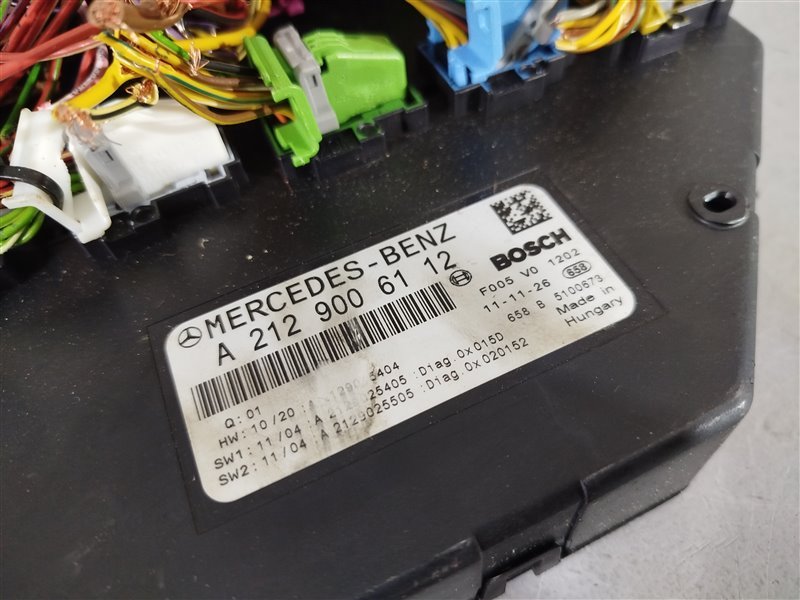 MERCEDES-BENZ
A 212 900 61 12
BOSCH
F005 V0 1202
11-11-26 658
658 B 5100673
Made in
Hungary
Q: 01
HW: 10/20 A
SW1: 11/04 A :Diag.0x015D
SW2: 11/04 A 2129025505 :Diag.0x020152